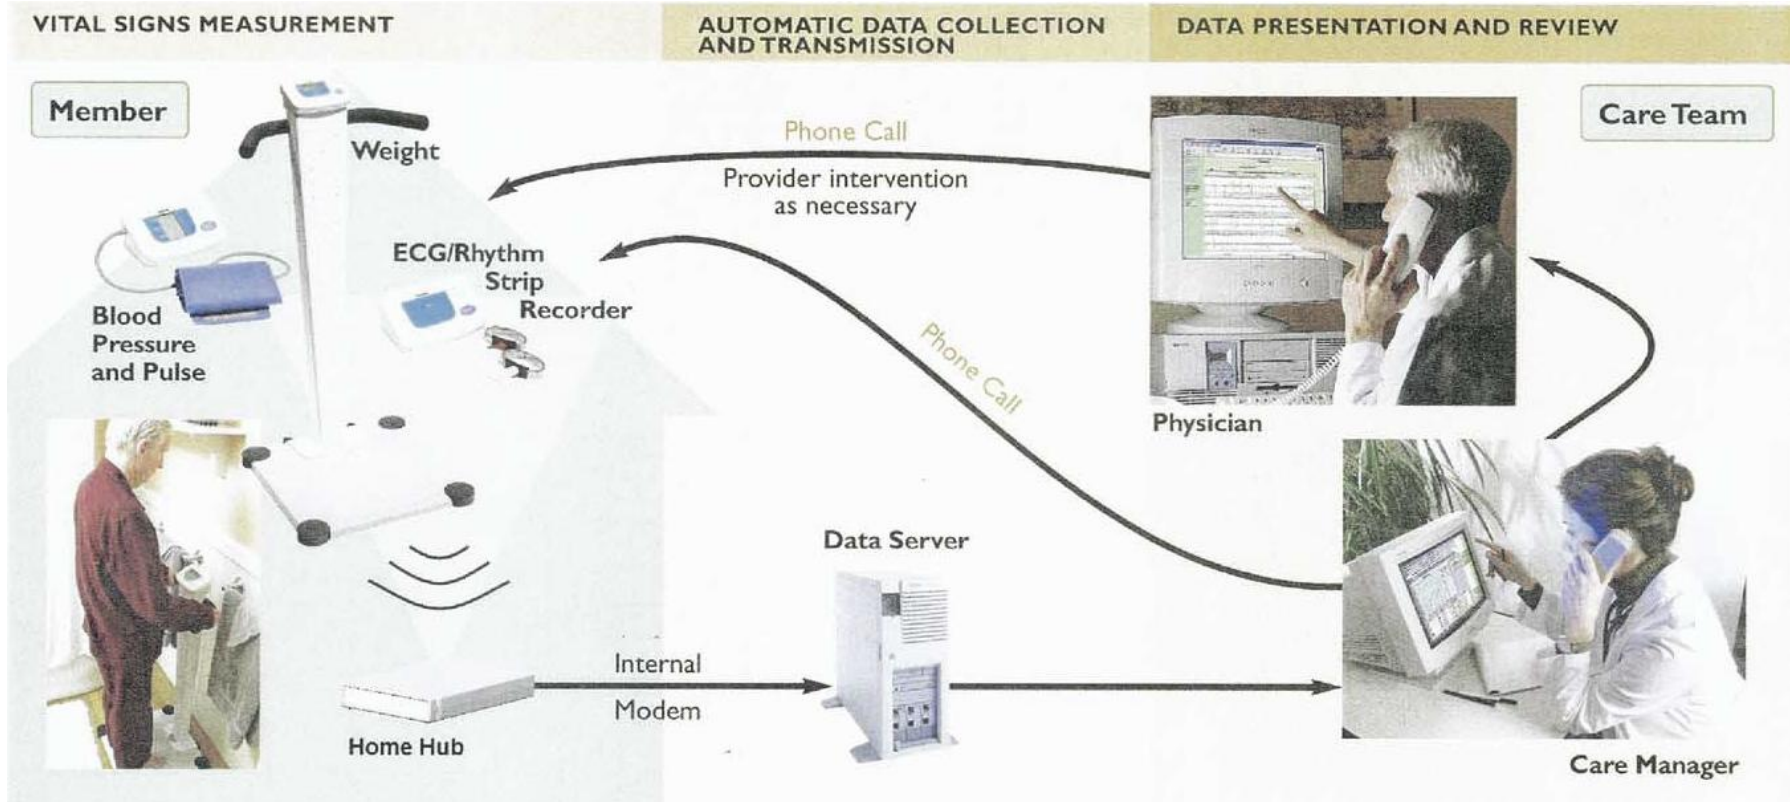 VITAL SIGNS MEASUREMENT
AUTOMATIC DATA COLLECTION
AND TRANSMISSION
DATA PRESENTATION AND REVIEW
Member
Care Team
Weight
Phone Call
Provider intervention
as necessary
ECG/Rhythm
Strip
Recorder
Blood
Pressure
and Pulse
Phone Call
Physician
Data Server
Internal
Modem
Home Hub
Care Manager